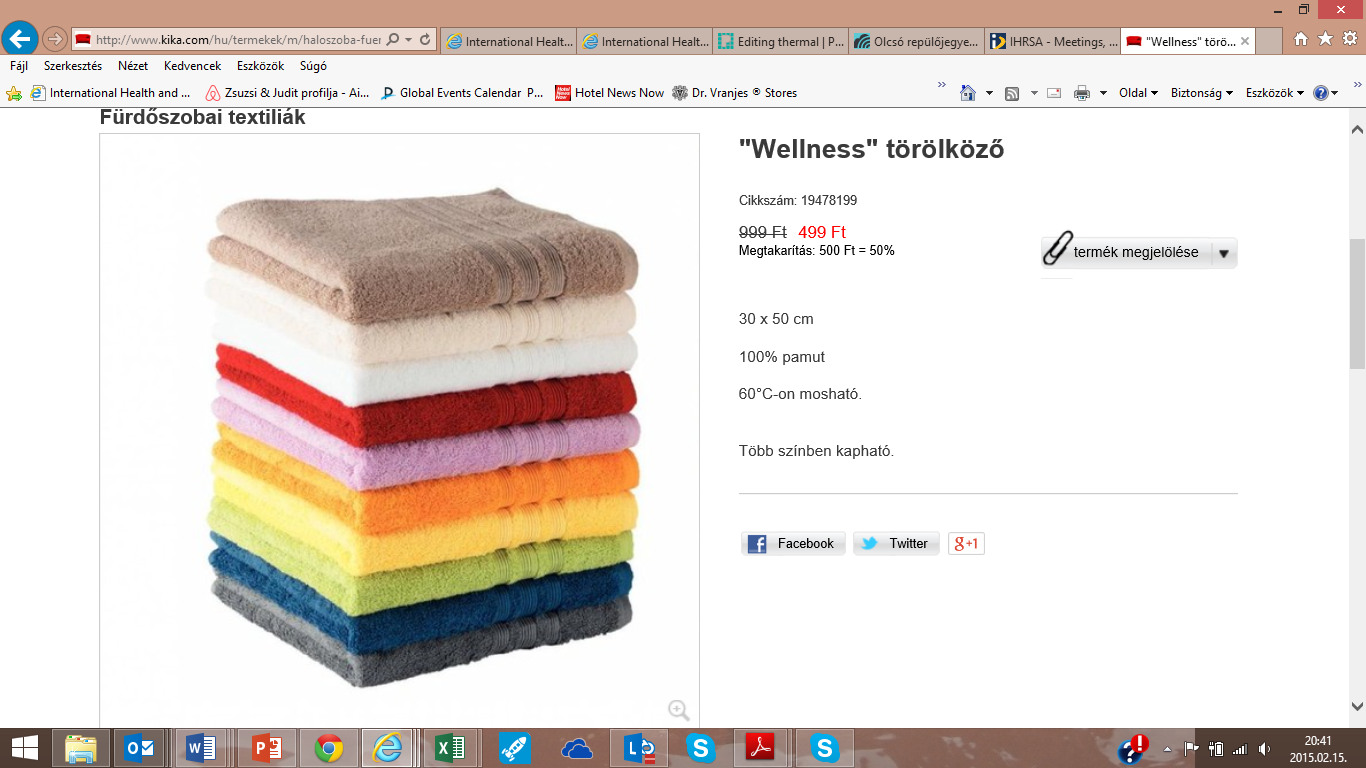 http://www.kika.com/hu/termekek/m/haloszoba-fuer
International Healt...
International Healt...
Editing thermal | P...
Olcsó repülőjegye...
IHRSA - Meetings, ...
"Wellness" törö...
Fájl Szerkesztés Nézet Kedvencek Eszközök Súgó
International Health and ...
Zsuzsi & Judit profilja - Ai...
Global Events Calendar P...
Hotel News Now
Dr. Vranjes ® Stores
Oldal
Biztonság
Eszközök
Fürdőszobai textiliák
"Wellness" törölköző
Cikkszám: 19478199
999 Ft 499 Ft
Megtakarítás: 500 Ft = 50%
termék megjelölése
30 x 50 cm
100% pamut
60°C-on mosható.
Több színben kapható.
Facebook
Twitter
g+1
20:41
2015.02.15.